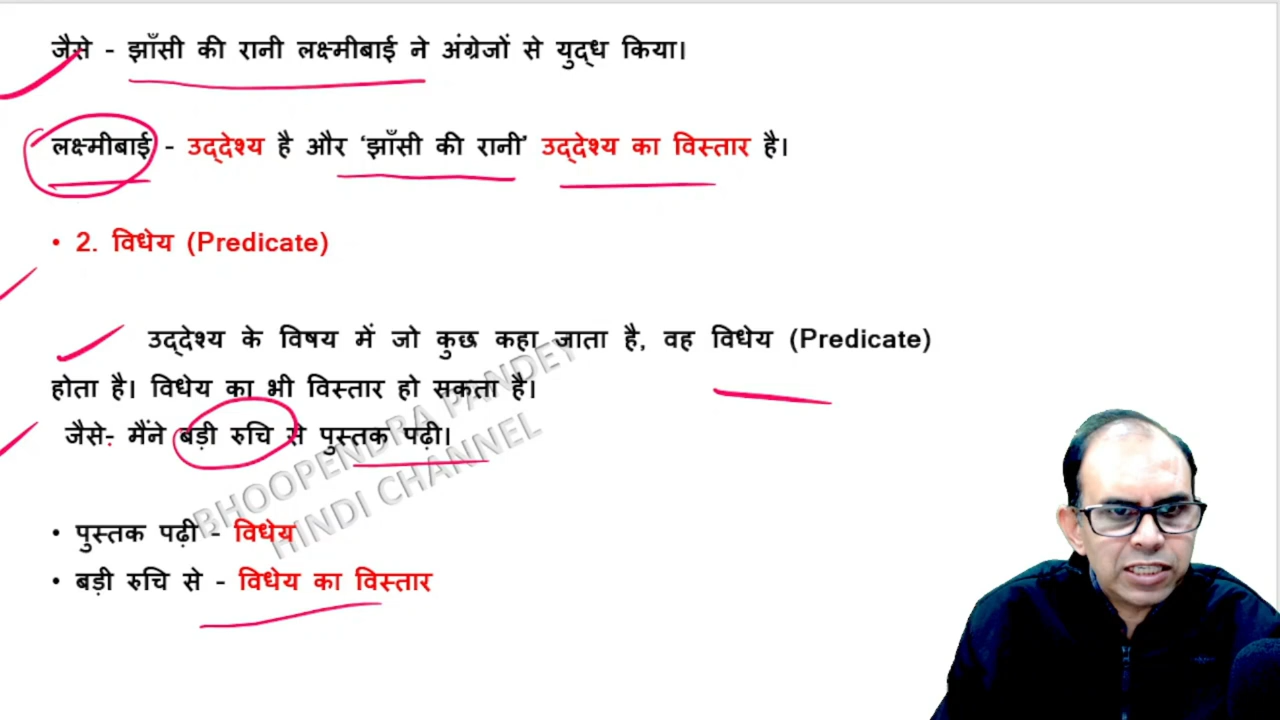 जैसे - झाँसी की रानी लक्ष्मीबाई ने अंग्रेजों से युद्ध किया।
लक्ष्मीबाई - उद्देश्य है और ‘झाँसी की रानी’ उद्देश्य का विस्तार है।
• 2. विधेय (Predicate)
उद्देश्य के विषय में जो कुछ कहा जाता है, वह विधेय (Predicate)
होता है। विधेय का भी विस्तार हो सकता है।
जैसे- मैंने बड़ी रुचि से पुस्तक पढ़ी।
• पुस्तक पढ़ी - विधेय
• बड़ी रुचि से - विधेय का विस्तार
BHOOPENDRA PANDEY
HINDI CHANNEL